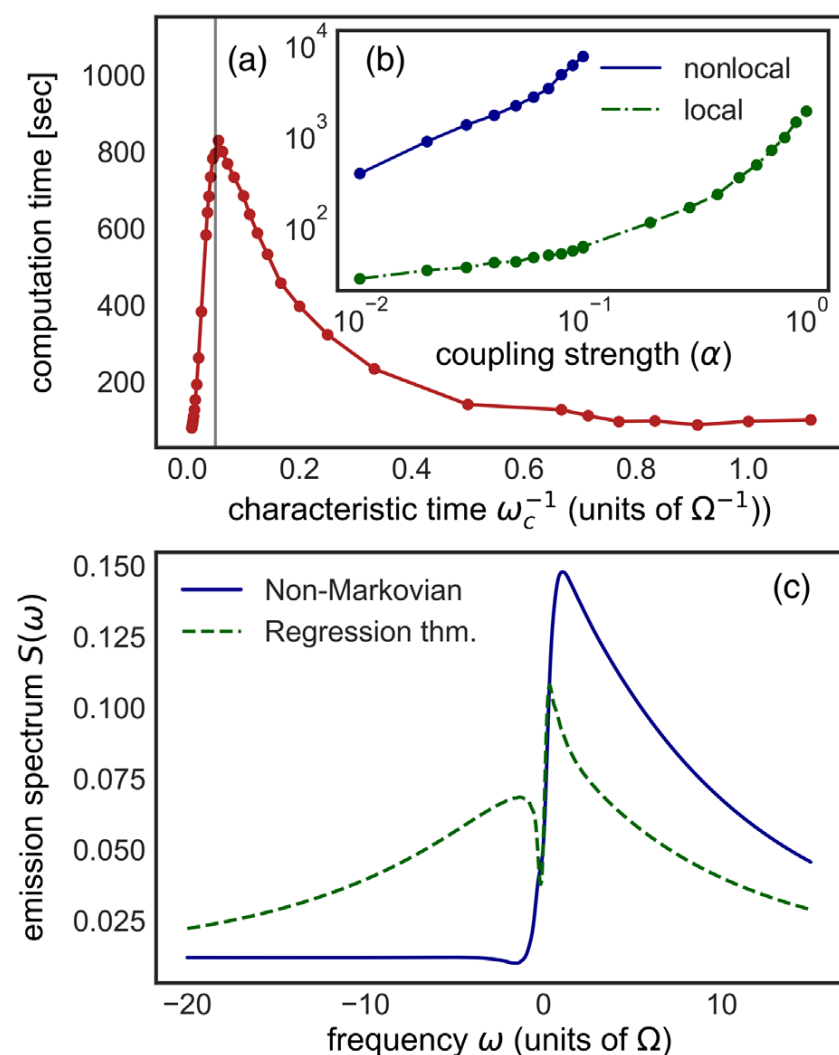 (a)
computation time [sec]
1000
800
600
400
200
0.0 0.2 0.4 0.6 0.8 1.0
characteristic time ω_c^{-1} (units of Ω^{-1}))
(b)
10^4
10^3
10^2
nonlocal
local
10^{-2} 10^{-1} 10^0
coupling strength (α)
(c)
emission spectrum S(ω)
0.150
0.125
0.100
0.075
0.050
0.025
Non-Markovian
Regression thm.
−20 −10 0 10
frequency ω (units of Ω)